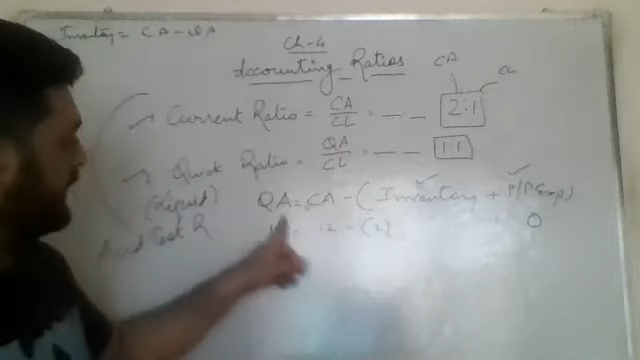 Inventory = CA - QA
Ch-4
Accounting Ratios
CA
CL
Current Ratio = CA/CL = — — 2:1
Quick Ratio = QA/CL = — — 1:1
(Liquid)
QA = CA - (Inventory + P/P Exp)
Acid Test R
= 12 - (2)
0